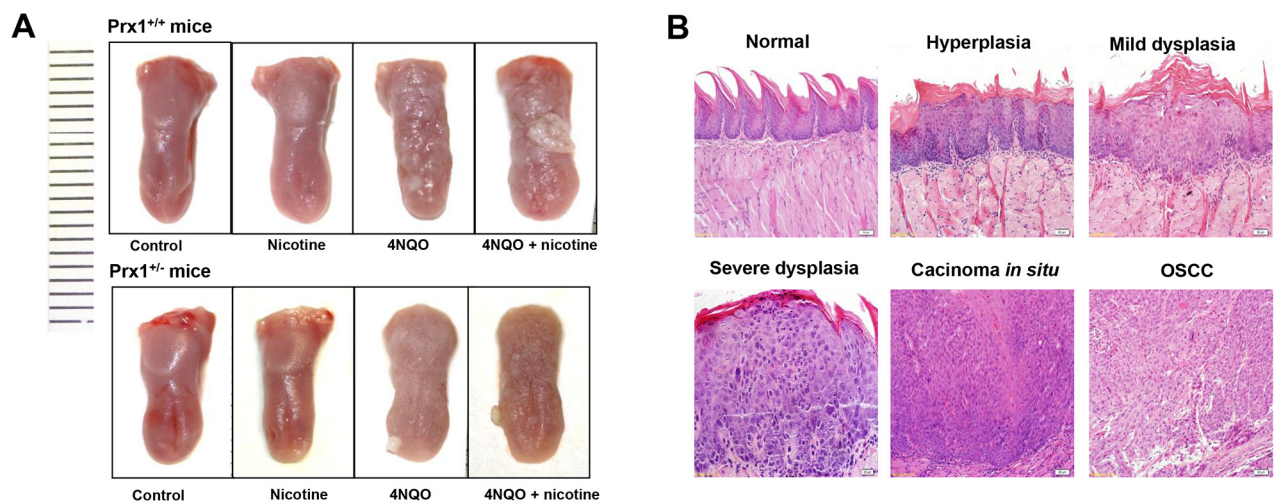 A
Prx1+/+ mice
Control
Nicotine
4NQO
4NQO + nicotine
Prx1+/- mice
Control
Nicotine
4NQO
4NQO + nicotine
B
Normal
Hyperplasia
Mild dysplasia
Severe dysplasia
Cacinoma in situ
OSCC